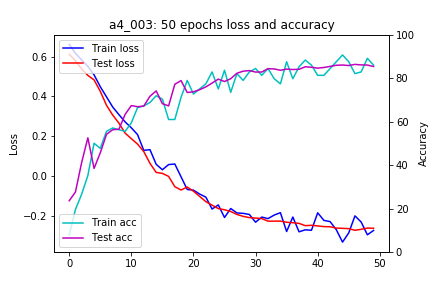 a4_003: 50 epochs loss and accuracy
Train loss
Test loss
Train acc
Test acc
Loss
Accuracy
0.6
0.4
0.2
0.0
−0.2
100
80
60
40
20
0
0 10 20 30 40 50